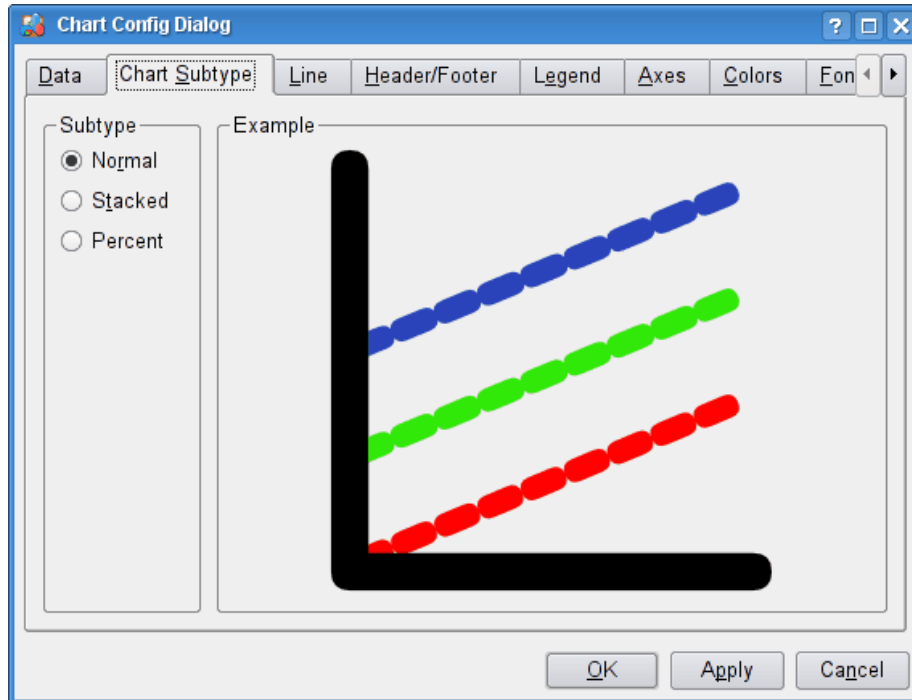 Chart Config Dialog
Data Chart Subtype Line Header/Footer Legend Axes Colors Fon
Subtype Example
Normal
Stacked
Percent
OK Apply Cancel